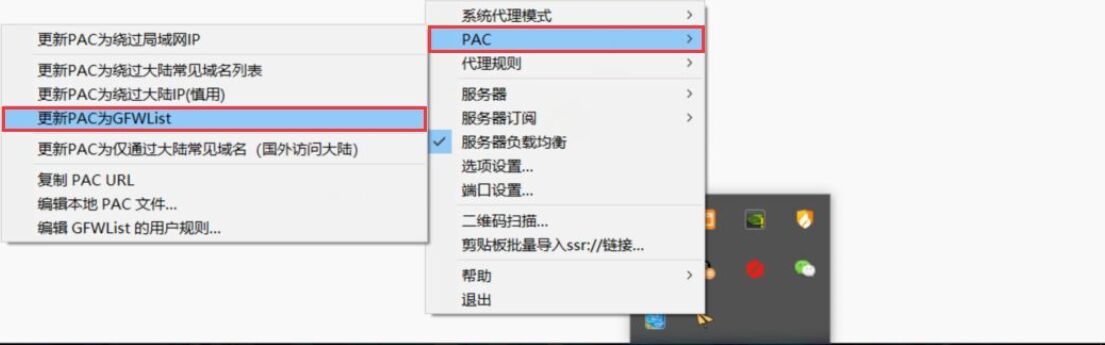 更新PAC为绕过局域网IP
更新PAC为绕过大陆常见域名列表
更新PAC为绕过大陆IP(慎用)
更新PAC为GFWList
更新PAC为仅通过大陆常见域名（国外访问大陆）
复制 PAC URL
编辑本地 PAC 文件...
编辑 GFWList 的用户规则...
系统代理模式
PAC
代理规则
服务器
服务器订阅
服务器负载均衡
选项设置...
端口设置...
二维码扫描...
剪贴板批量导入ssr://链接...
帮助
退出